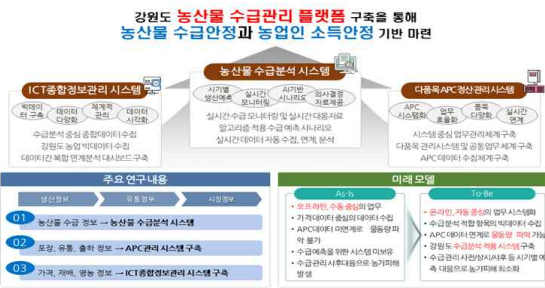 강원도 농산물 수급관리 플랫폼 구축을 통해
농산물 수급안정과 농업인 소득안정 기반 마련
ICT종합정보관리 시스템
빅데이터 구축
데이터 다양화
체계적 관리
데이터 시각화
수급분석 중심 종합데이터 수집
강원도 농업 빅데이터 수집
데이터간 복합 연계분석 대시보드 구축
농산물 수급분석 시스템
시기별 생산예측
실시간 모니터링
AI기반 시나리오
의사결정 자료제공
실시간 수급 모니터링 및 실시간 대응자료
알고리즘 적용 수급 예측 시나리오
실시간 데이터 자동 수집, 연계, 분석
다품목 APC정산관리 시스템
APC 시스템화
업무 효율화
품목 다양화
실시간 연계
시스템 중심 업무관리체계 구축
다품목 관리시스템 및 공동업무 체계 구축
APC 데이터 수집체계 구축
주요 연구 내용
생산정보
유통정보
시장정보
01 농산물 수급 정보 → 농산물 수급분석 시스템
02 포장, 유통, 출하 정보 → APC관리 시스템 구축
03 가격, 재배, 영농 정보 → ICT종합정보관리 시스템 구축
미래 모델
As-Is
• 오프라인, 수동 중심의 업무
• 가격 데이터 중심의 데이터 수집
• APC데이터 미연계로 물동량 파
악 불가
• 수급예측을 위한 시스템 미보유
• 수급관리 사후대응으로 농가피해
발생
To-Be
• 온라인, 자동 중심의 업무 시스템화
• 수급분석 적합 항목의 빅데이터 수집
• APC 데이터 연계로 물동량 파악 가능
• 강원도 수급분석 적용 시스템 구축
• 수급관리 사전/상시/사후 등 시기별 예
측 대응으로 농가피해 최소화